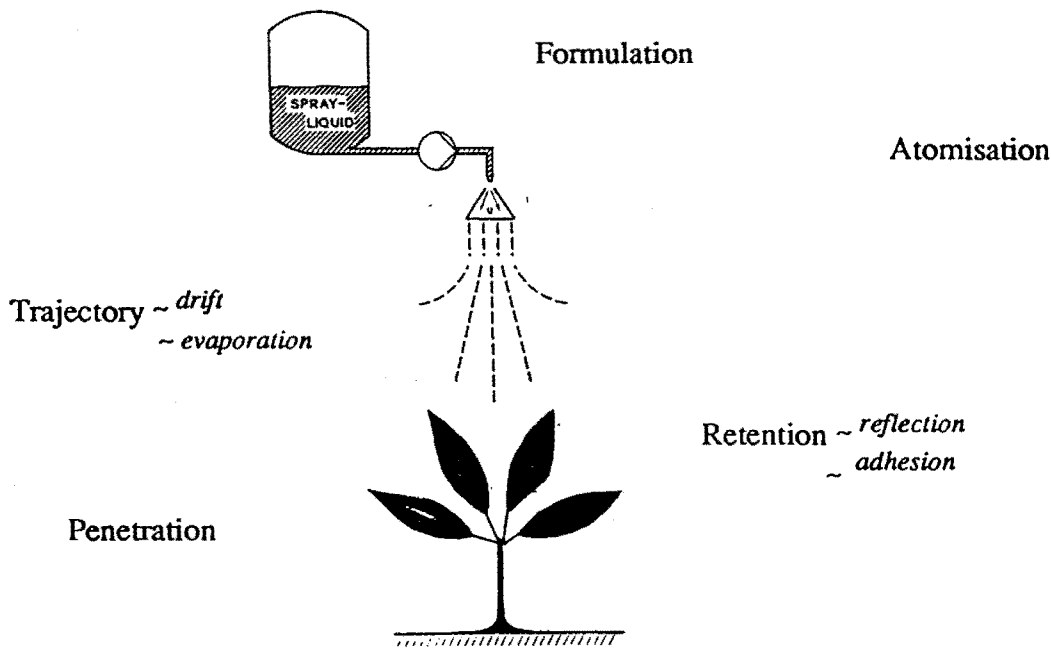 Formulation
SPRAY-
LIQUID
Atomisation
Trajectory ~ drift
~ evaporation
Retention ~ reflection
~ adhesion
Penetration